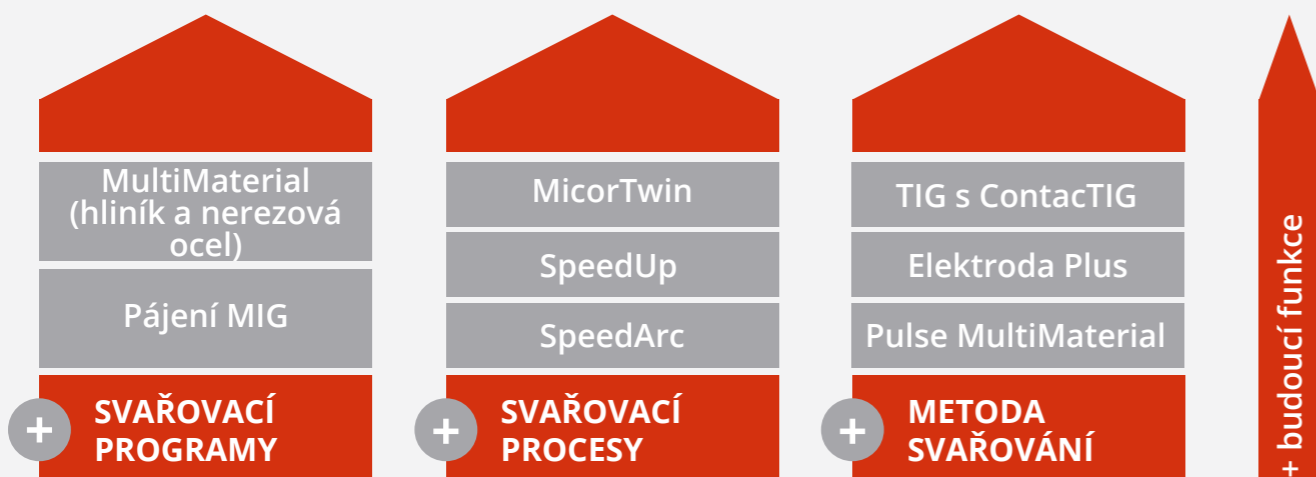 MultiMaterial
(hliník a nerezová
ocel)
Pájení MIG
+ SVAŘOVACÍ
PROGRAMY
MicorTwin
SpeedUp
SpeedArc
+ SVAŘOVACÍ
PROCESY
TIG s ContacTIG
Elektroda Plus
Pulse MultiMaterial
+ METODA
SVAŘOVÁNÍ
+ budoucí funkce